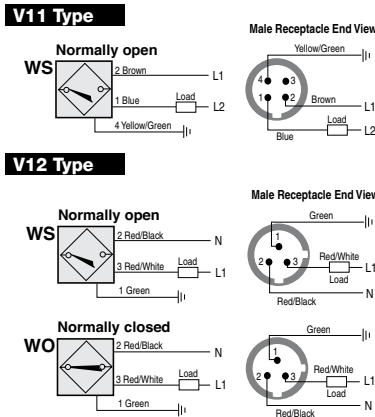 V11 Type
Male Receptacle End View
Normally open
WS
2 Brown
L1
1 Blue
Load
L2
4 Yellow/Green
Yellow/Green
4
3
1
2
Brown
L1
Load
L2
Blue
V12 Type
Male Receptacle End View
Normally open
WS
2 Red/Black
N
3 Red/White
Load
L1
1 Green
Green
1
2
3
Red/White
L1
Load
N
Red/Black
Normally closed
WO
2 Red/Black
N
3 Red/White
Load
L1
1 Green
Green
1
2
3
Red/White
L1
Load
N
Red/Black